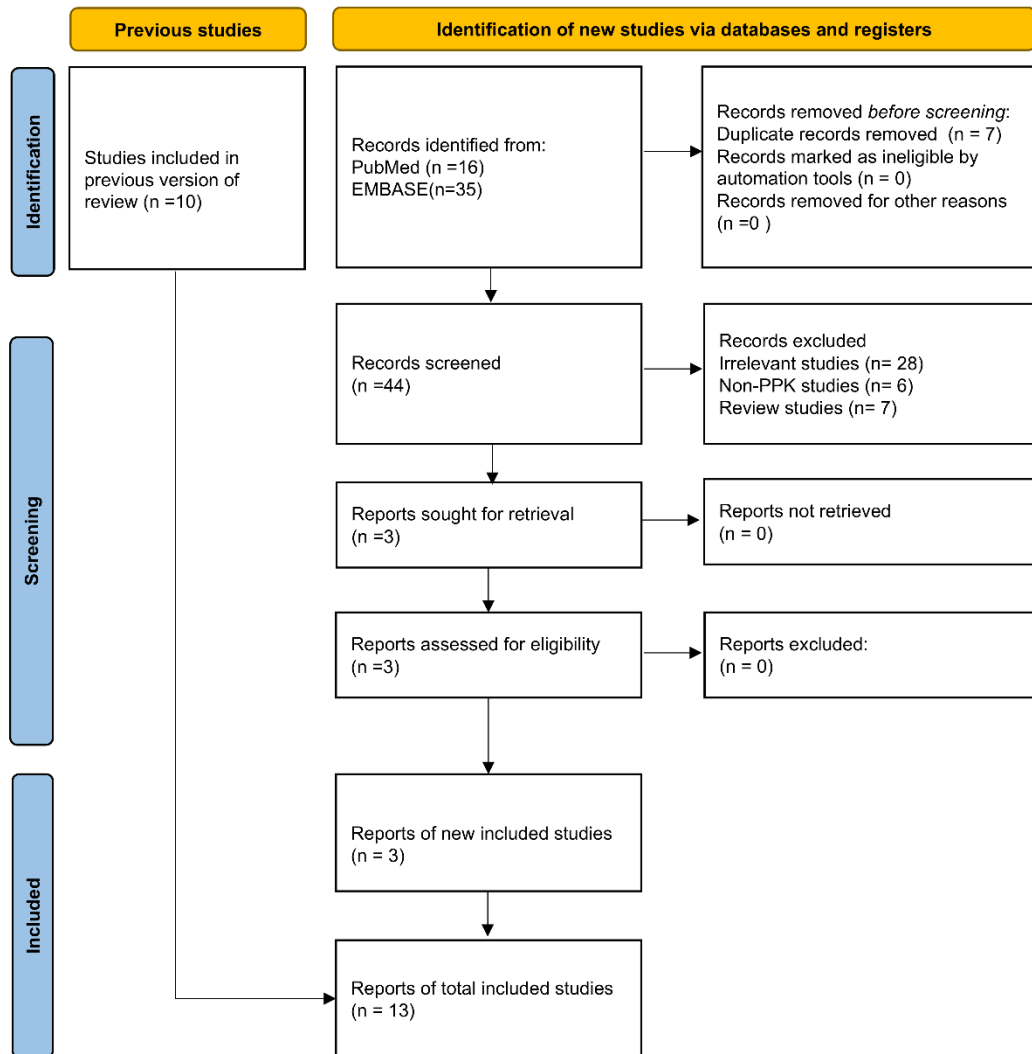 Previous studies
Identification of new studies via databases and registers
Identification
Studies included in
previous version of
review (n =10)
Records identified from:
PubMed (n =16)
EMBASE(n=35)
Records removed before screening:
Duplicate records removed  (n = 7)
Records marked as ineligible by
automation tools (n = 0)
Records removed for other reasons
(n =0 )
Screening
Records screened
(n =44)
Records excluded
Irrelevant studies (n= 28)
Non-PPK studies (n= 6)
Review studies (n= 7)
Reports sought for retrieval
(n =3)
Reports not retrieved
(n = 0)
Reports assessed for eligibility
(n =3)
Reports excluded:
(n = 0)
Included
Reports of new included studies
(n = 3)
Reports of total included studies
(n = 13)